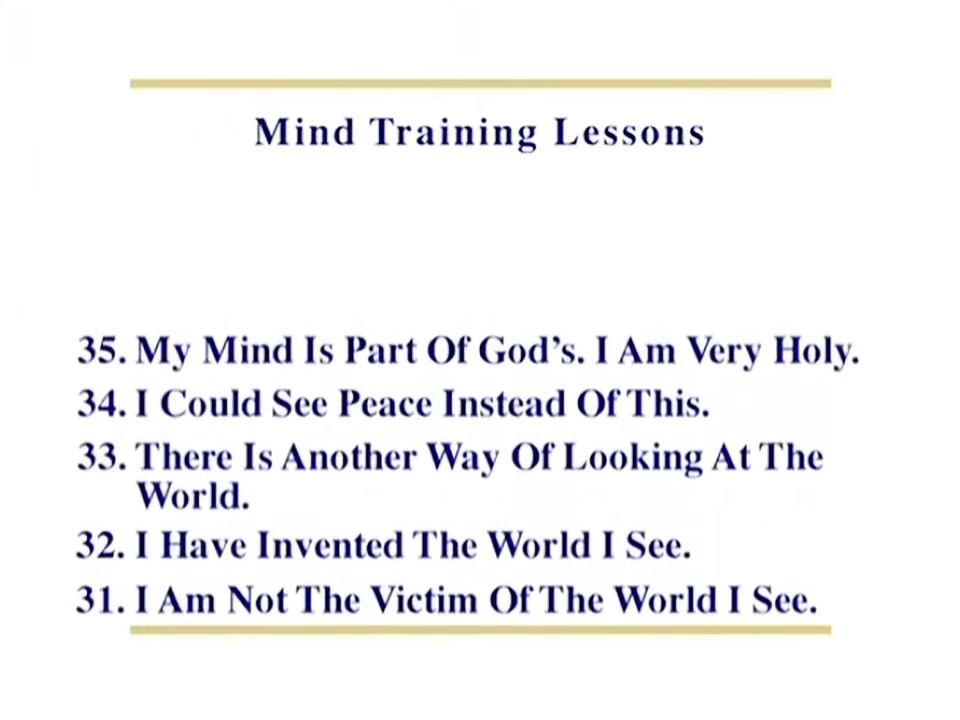 Mind Training Lessons
35. My Mind Is Part Of God's. I Am Very Holy.
34. I Could See Peace Instead Of This.
33. There Is Another Way Of Looking At The
World.
32. I Have Invented The World I See.
31. I Am Not The Victim Of The World I See.